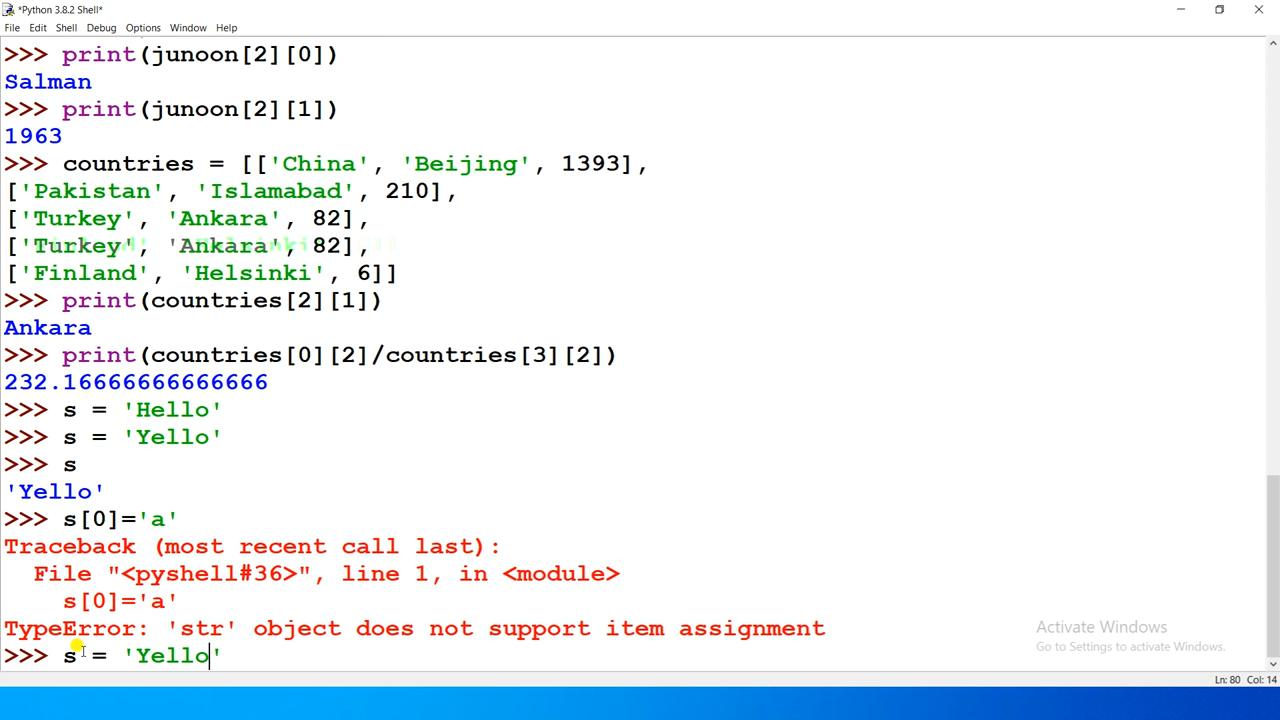 *Python 3.8.2 Shell*
File Edit Shell Debug Options Window Help
>>> print(junoon[2][0])
Salman
>>> print(junoon[2][1])
1963
>>> countries = [['China', 'Beijing', 1393],
['Pakistan', 'Islamabad', 210],
['Turkey', 'Ankara', 82],
['Turkey', 'Ankara', 82],
['Finland', 'Helsinki', 6]]
>>> print(countries[2][1])
Ankara
>>> print(countries[0][2]/countries[3][2])
232.16666666666666
>>> s = 'Hello'
>>> s = 'Yello'
>>> s
'Yello'
>>> s[0]='a'
Traceback (most recent call last):
  File "<pyshell#36>", line 1, in <module>
    s[0]='a'
TypeError: 'str' object does not support item assignment
>>> s = 'Yello'
Activate Windows
Go to Settings to activate Windows.
Ln: 80 Col: 14